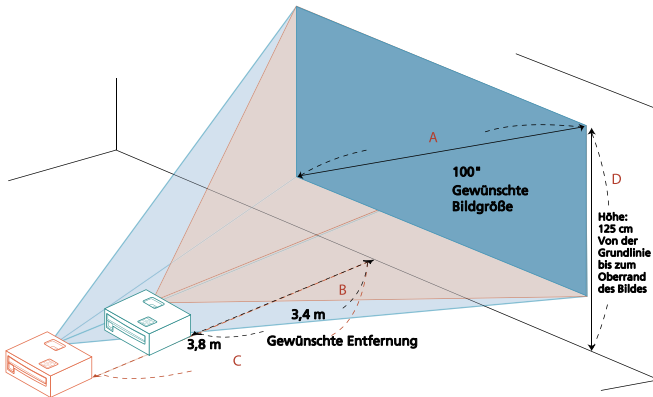 A
100"
Gewünschte
Bildgröße
D
Höhe:
125 cm
Von der
Grundlinie
bis zum
Oberrand
des Bildes
B
3,4 m
3,8 m
Gewünschte Entfernung
C